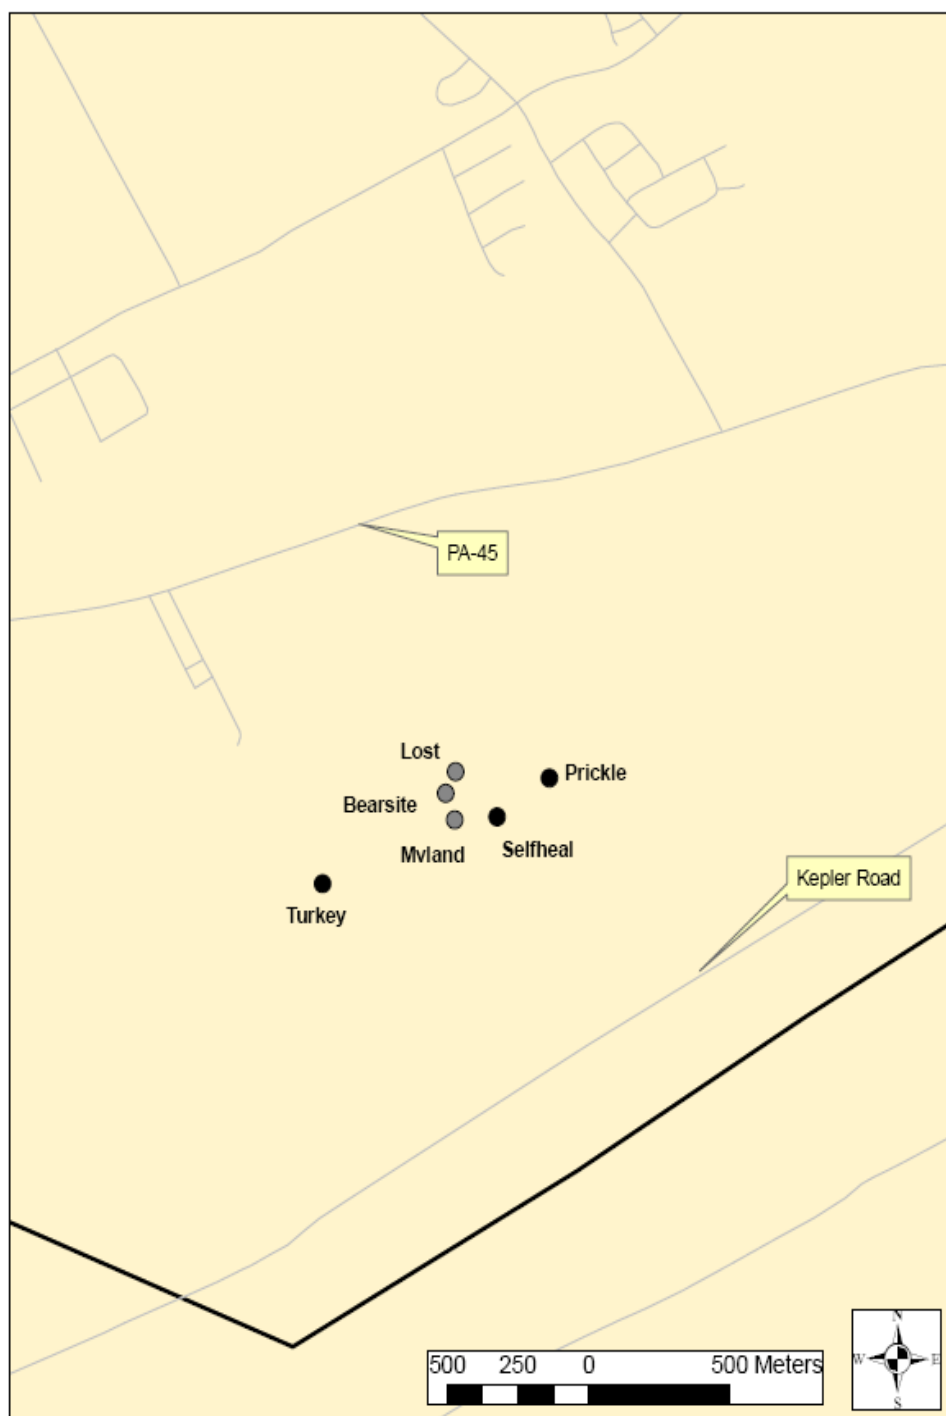 PA-45
Lost
Prickle
Bearsite
Mvland
Selfheal
Kepler Road
Turkey
N
W E
S
500 250 0 500 Meters